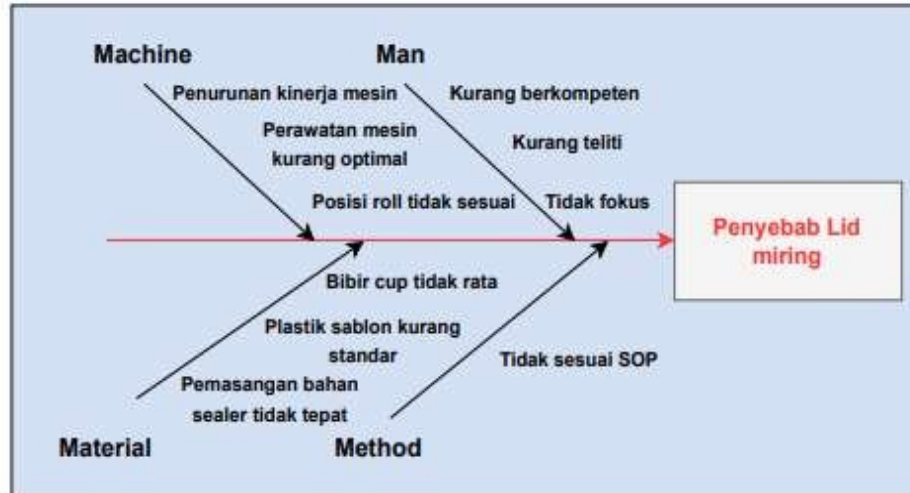 Machine
Man
Penurunan kinerja mesin
Kurang berkompeten
Perawatan mesin
kurang optimal
Kurang teliti
Posisi roll tidak sesuai
Tidak fokus
Penyebab Lid
miring
Bibir cup tidak rata
Plastik sablon kurang
standar
Tidak sesuai SOP
Pemasangan bahan
sealer tidak tepat
Material
Method